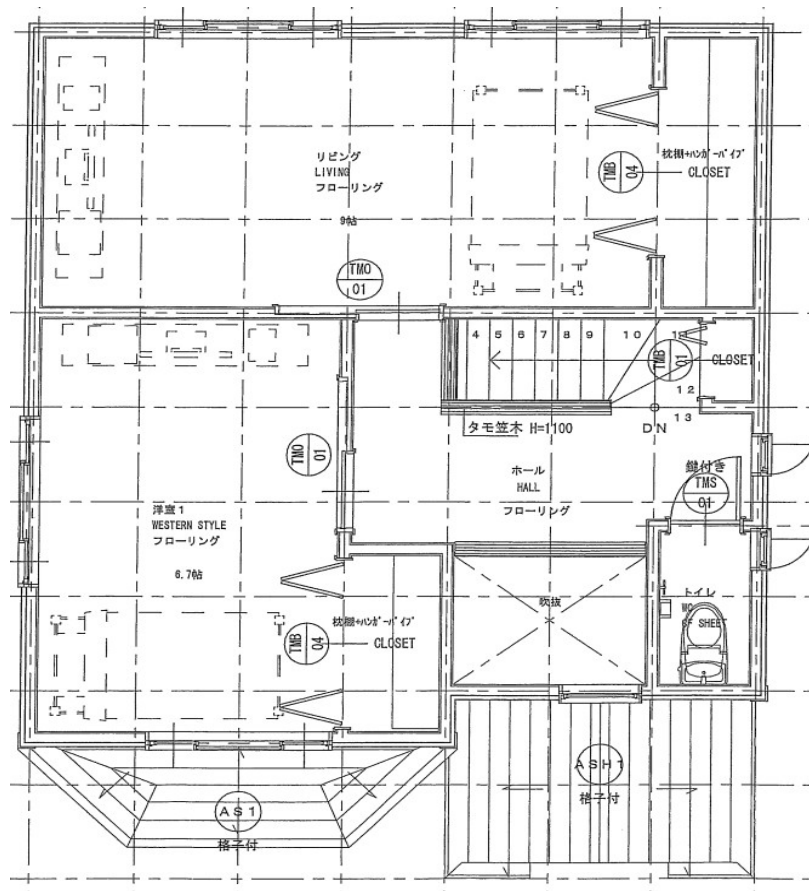 リビング
LIVING
フローリング
9帖
TMO
01
TMB
04
枕棚+ハンガーパイプ
CLOSET
4 5 6 7 8 9 10 11
12
13
TMB
01
CLOSET
タモ笠木 H=1100
DN
TMO
01
ホール
HALL
フローリング
鍵付き
TMS
01
洋室1
WESTERN STYLE
フローリング
6.7帖
枕棚+ハンガーパイプ
TMB
04
CLOSET
吹抜
トイレ
WC
CF SHEET
ASH1
格子付
AS1
格子付